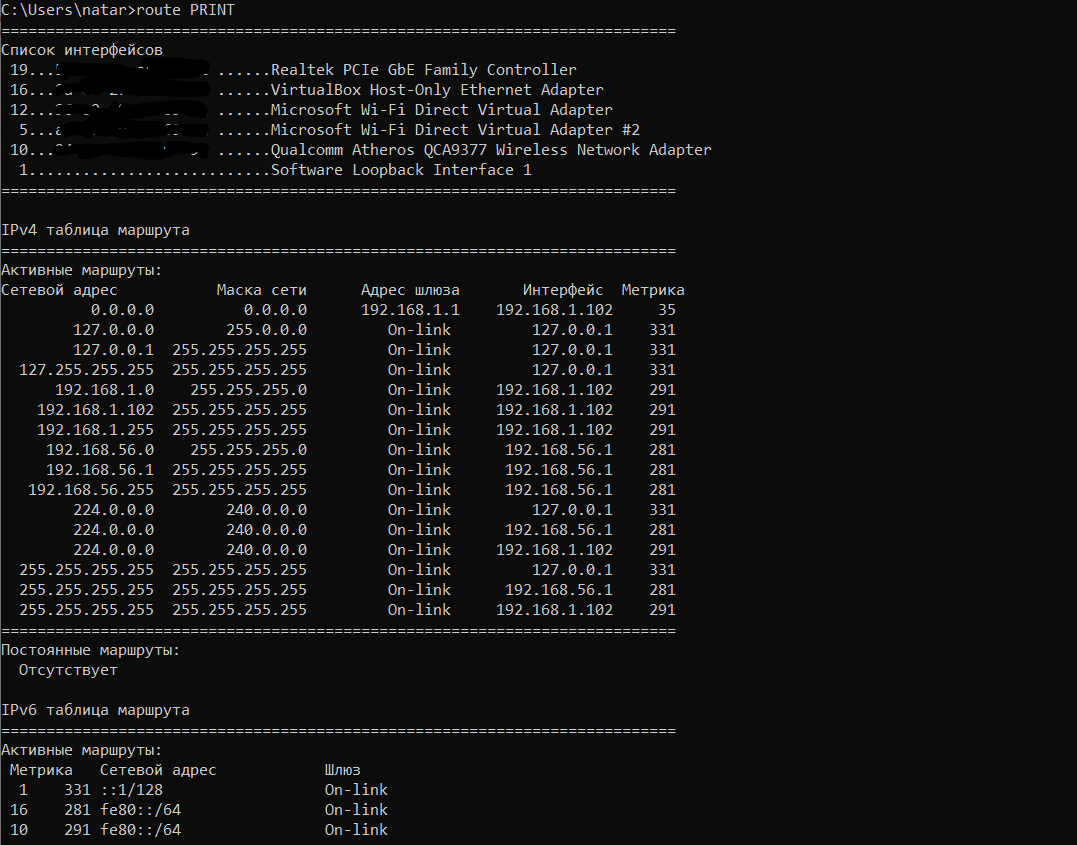 C:\Users\natar>route PRINT
===========================================================================
Список интерфейсов
19... ......Realtek PCIe GbE Family Controller
16... ......VirtualBox Host-Only Ethernet Adapter
12... ......Microsoft Wi-Fi Direct Virtual Adapter
5... ......Microsoft Wi-Fi Direct Virtual Adapter #2
10... ......Qualcomm Atheros QCA9377 Wireless Network Adapter
1...........................Software Loopback Interface 1
===========================================================================
IPv4 таблица маршрута
===========================================================================
Активные маршруты:
Сетевой адрес Маска сети Адрес шлюза Интерфейс Метрика
0.0.0.0 0.0.0.0 192.168.1.1 192.168.1.102 35
127.0.0.0 255.0.0.0 On-link 127.0.0.1 331
127.0.0.1 255.255.255.255 On-link 127.0.0.1 331
127.255.255.255 255.255.255.255 On-link 127.0.0.1 331
192.168.1.0 255.255.255.0 On-link 192.168.1.102 291
192.168.1.102 255.255.255.255 On-link 192.168.1.102 291
192.168.1.255 255.255.255.255 On-link 192.168.1.102 291
192.168.56.0 255.255.255.0 On-link 192.168.56.1 281
192.168.56.1 255.255.255.255 On-link 192.168.56.1 281
192.168.56.255 255.255.255.255 On-link 192.168.56.1 281
224.0.0.0 240.0.0.0 On-link 127.0.0.1 331
224.0.0.0 240.0.0.0 On-link 192.168.56.1 281
224.0.0.0 240.0.0.0 On-link 192.168.1.102 291
255.255.255.255 255.255.255.255 On-link 127.0.0.1 331
255.255.255.255 255.255.255.255 On-link 192.168.56.1 281
255.255.255.255 255.255.255.255 On-link 192.168.1.102 291
===========================================================================
Постоянные маршруты:
Отсутствует
IPv6 таблица маршрута
===========================================================================
Активные маршруты:
Метрика Сетевой адрес Шлюз
1 331 ::1/128 On-link
16 281 fe80::/64 On-link
10 291 fe80::/64 On-link